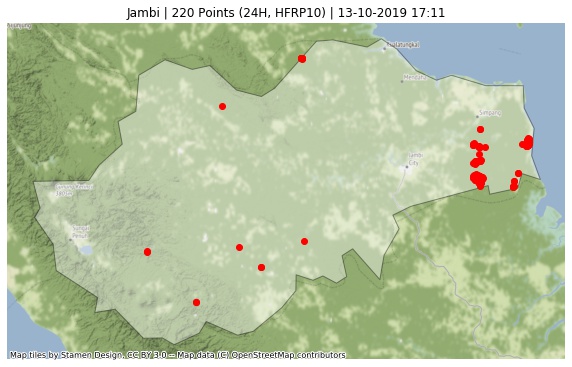 Jambi | 220 Points (24H, HFRP10) | 13-10-2019 17:11
Mendahara
Simpang
Jambi
City
Sungai
Penuh
Map tiles by Stamen Design, CC BY 3.0 -- Map data (C) OpenStreetMap contributors